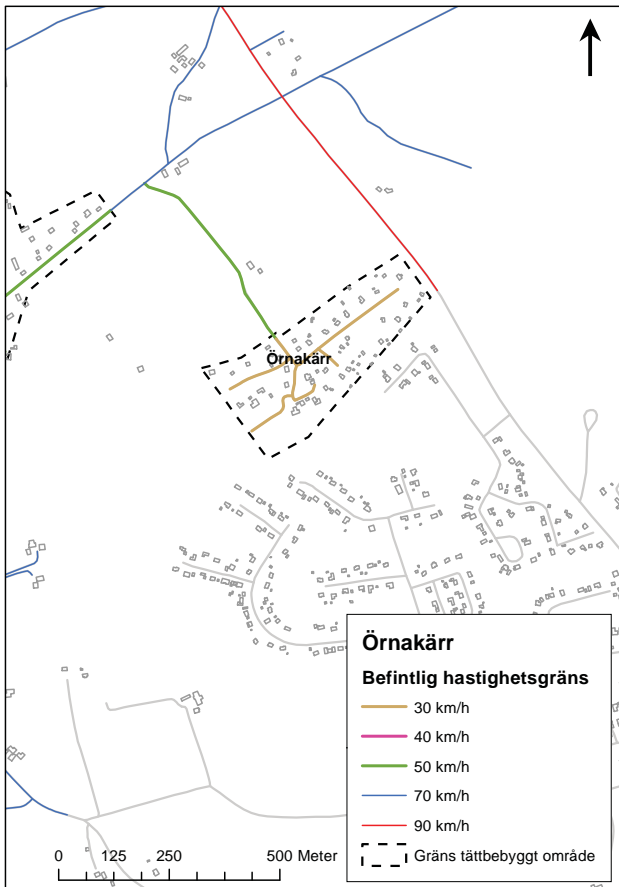 Örnakärr
Örnakärr
Befintlig hastighetsgräns
30 km/h
40 km/h
50 km/h
70 km/h
90 km/h
Gräns tättbebyggt område
0 125 250 500 Meter